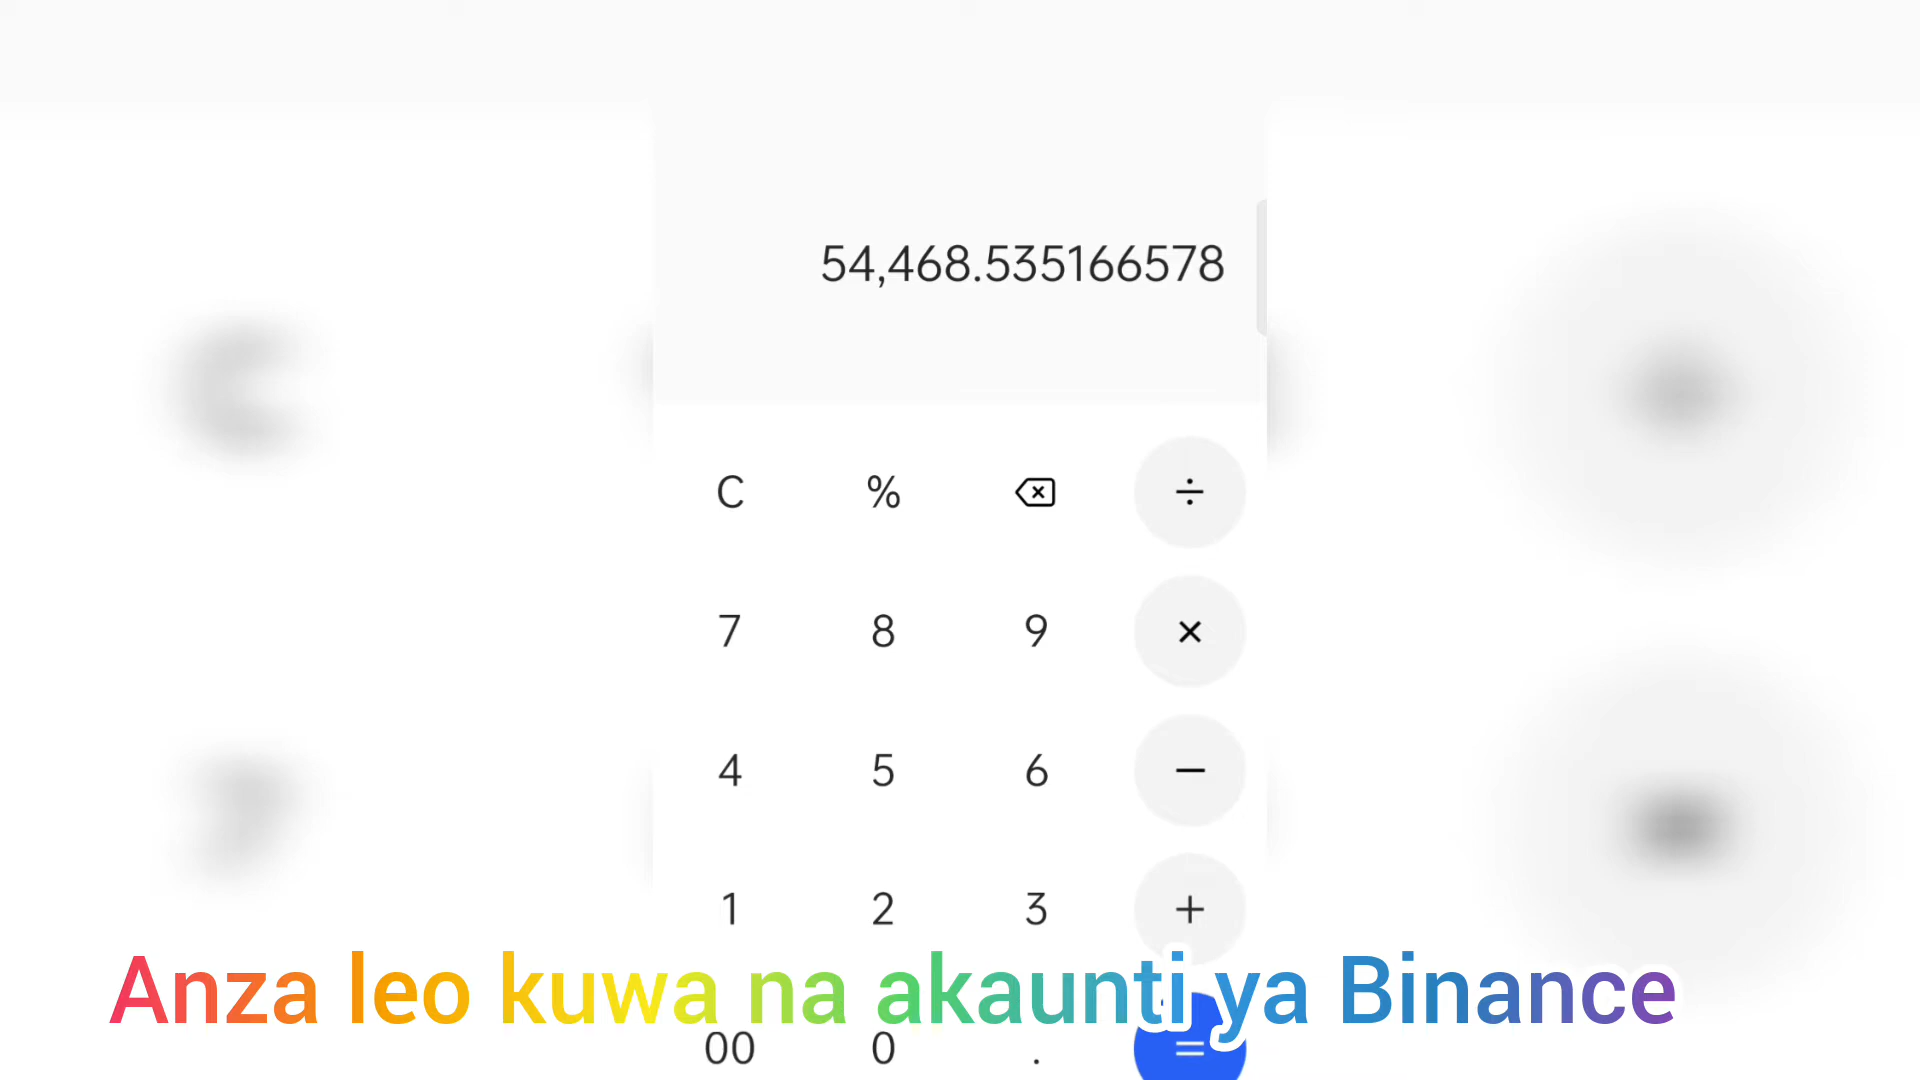 54,468.535166578
C % ÷
7 8 9 ×
4 5 6 −
1 2 3 +
Anza leo kuwa na akaunti ya Binance
00 0 . =